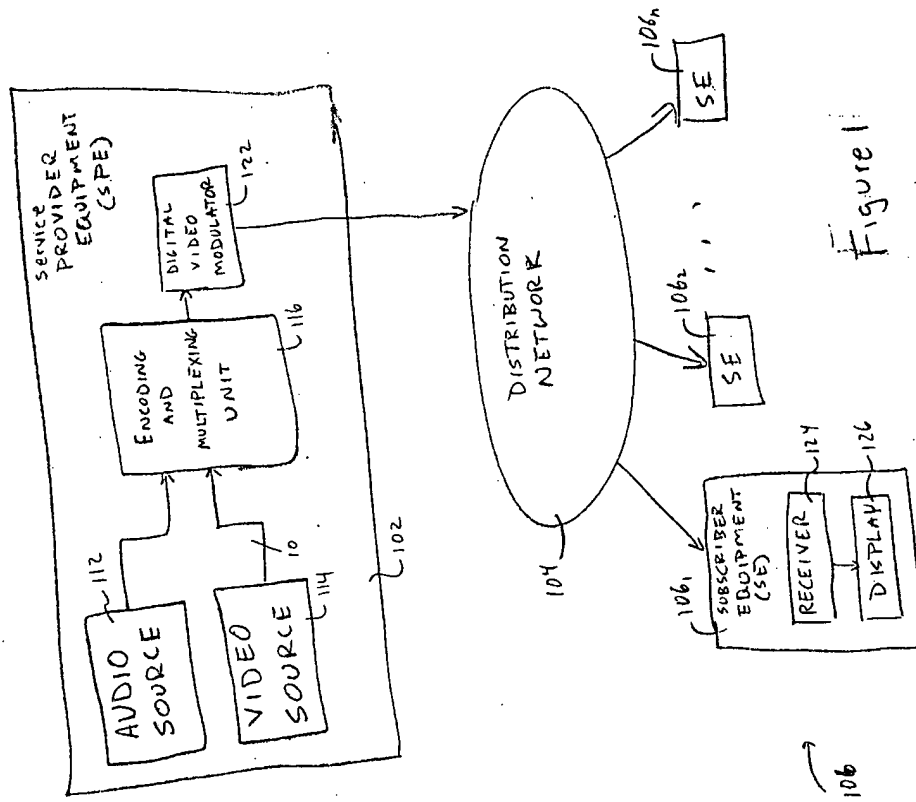 Service
PROVIDER
EQUIPMENT
(SPE)
AUDIO
SOURCE
112
VIDEO
SOURCE
114
10
102
ENCODING
AND
MULTIPLEXING
UNIT
116
DIGITAL
VIDEO
MODULATOR
122
DISTRIBUTION
NETWORK
104
106₁
SUBSCRIBER
EQUIPMENT
(SE)
RECEIVER
124
DISPLAY
126
106₂
SE
, , ,
106n
SE
106
Figure 1